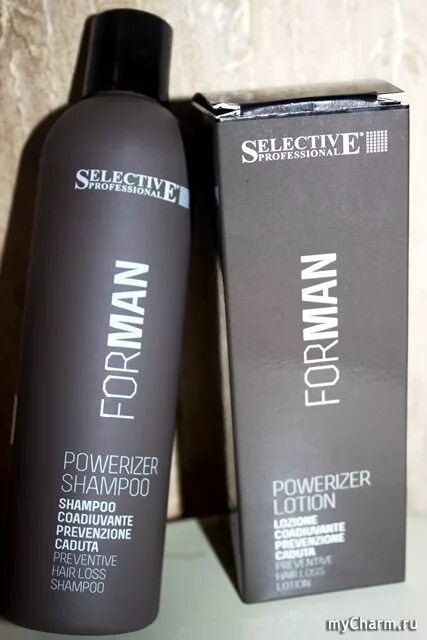 SELECTIVE®
PROFESSIONAL
FORMAN
POWERIZER
SHAMPOO
SHAMPOO
COADIUVANTE
PREVENZIONE
CADUTA
PREVENTIVE
HAIR LOSS
SHAMPOO
SELECTIVE®
PROFESSIONAL
FORMAN
POWERIZER
LOTION
LOZIONE
COADIUVANTE
PREVENZIONE
CADUTA
PREVENTIVE
HAIR LOSS
LOTION
myCharm.ru